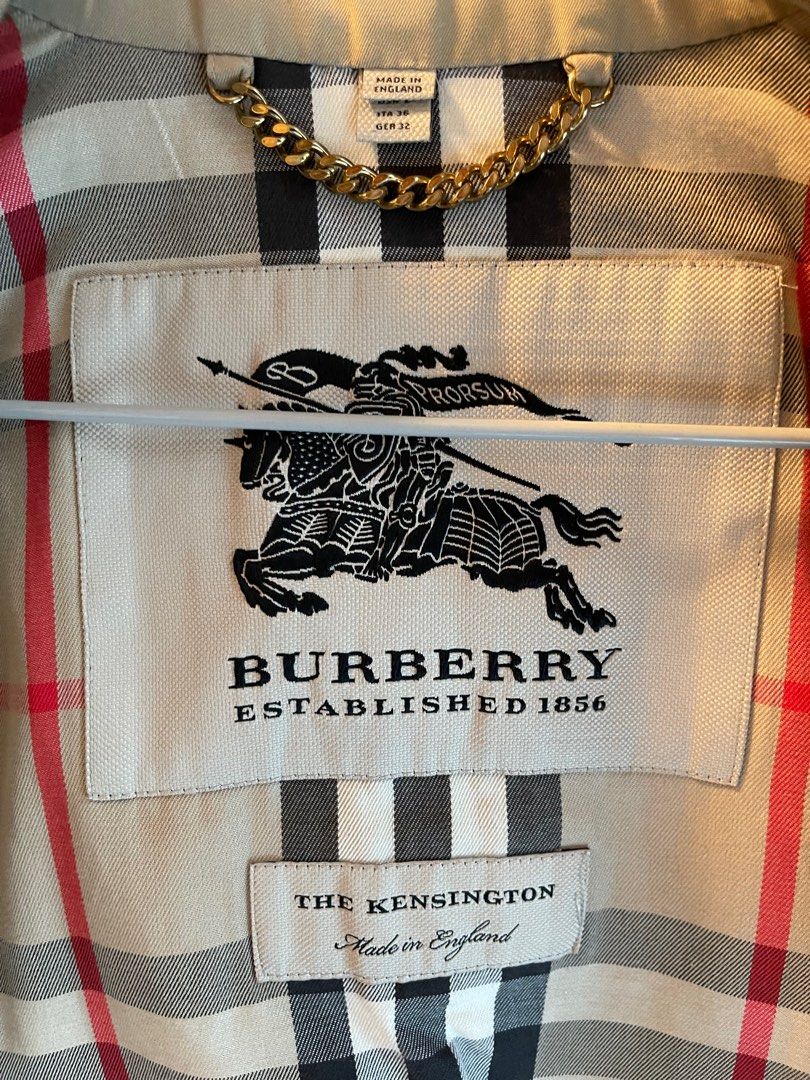 MADE IN
ENGLAND
ITA 36
GER 32
B
PRORSUM
BURBERRY
ESTABLISHED 1856
THE KENSINGTON
Made in England